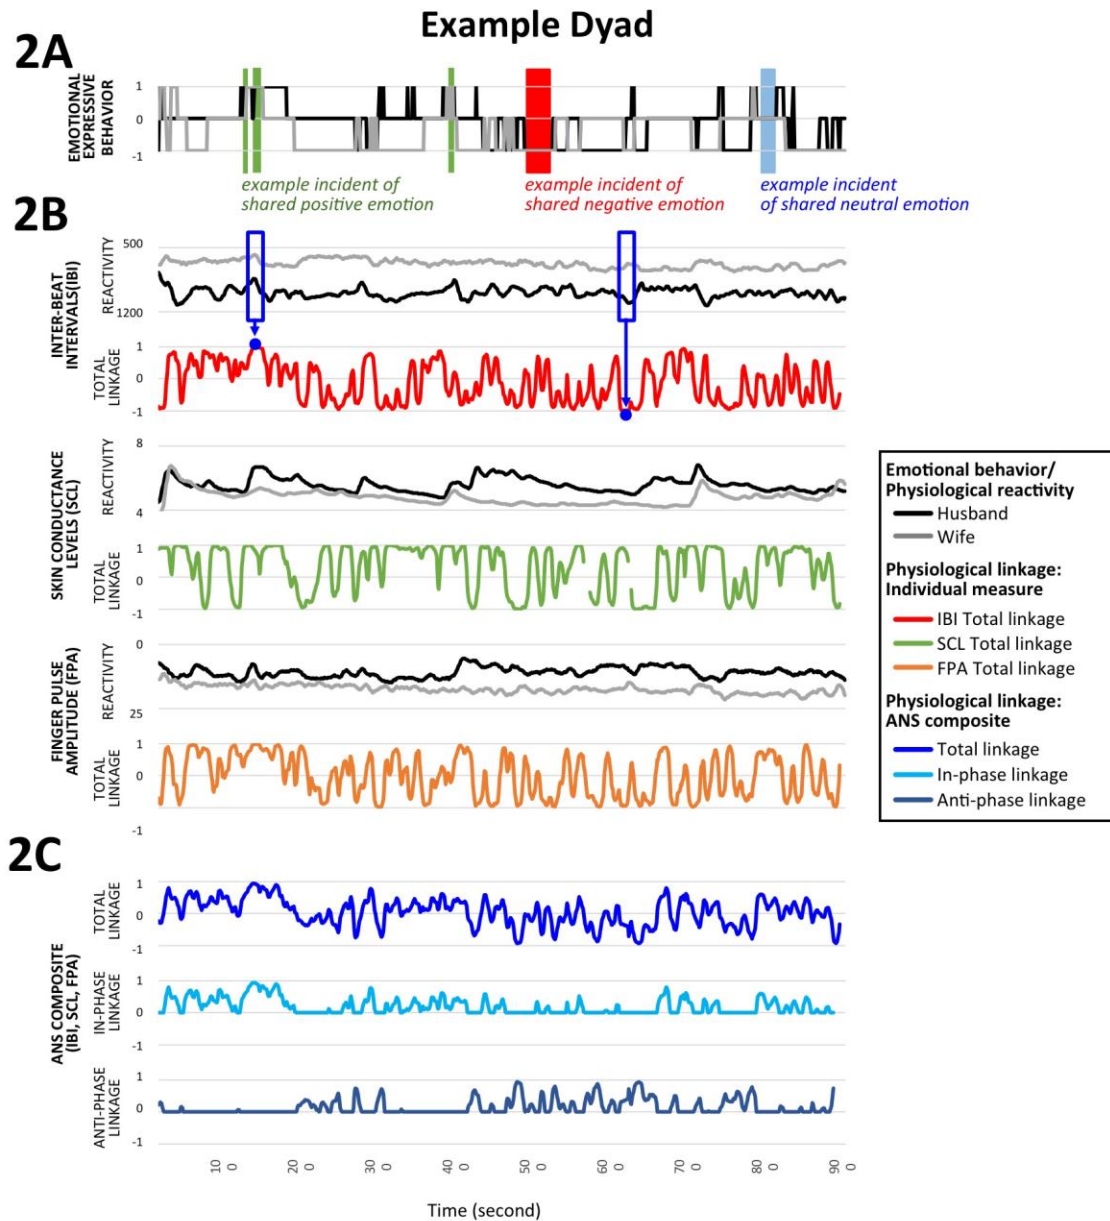 Example Dyad
2A
EMOTIONAL
EXPRESSIVE
BEHAVIOR
1
0
-1
example incident of
shared positive emotion
example incident of
shared negative emotion
example incident
of shared neutral emotion
2B
INTER-BEAT
INTERVALS(IBI)
REACTIVITY
500
1200
TOTAL
LINKAGE
1
0
-1
SKIN CONDUCTANCE
LEVELS (SCL)
REACTIVITY
8
4
TOTAL
LINKAGE
1
0
-1
FINGER PULSE
AMPLITUDE (FPA)
REACTIVITY
0
25
TOTAL
LINKAGE
1
0
-1
Emotional behavior/
Physiological reactivity
Husband
Wife
Physiological linkage:
Individual measure
IBI Total linkage
SCL Total linkage
FPA Total linkage
Physiological linkage:
ANS composite
Total linkage
In-phase linkage
Anti-phase linkage
2C
ANS COMPOSITE
(IBI, SCL, FPA)
TOTAL
LINKAGE
1
0
-1
IN-PHASE
LINKAGE
1
0
-1
ANTI-PHASE
LINKAGE
1
0
-1
10
0
20
0
30
0
40
0
50
0
60
0
70
0
80
0
90
0
Time (second)